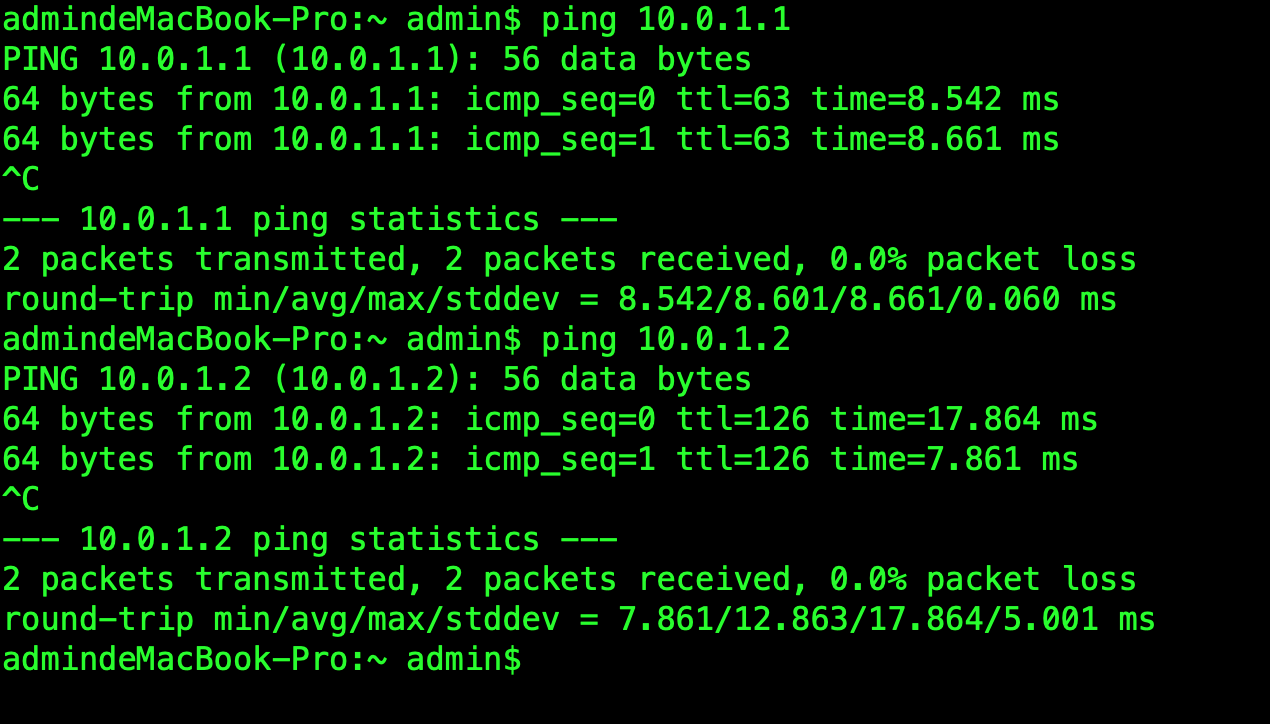 admindeMacBook-Pro:~ admin$ ping 10.0.1.1
PING 10.0.1.1 (10.0.1.1): 56 data bytes
64 bytes from 10.0.1.1: icmp_seq=0 ttl=63 time=8.542 ms
64 bytes from 10.0.1.1: icmp_seq=1 ttl=63 time=8.661 ms
^C
--- 10.0.1.1 ping statistics ---
2 packets transmitted, 2 packets received, 0.0% packet loss
round-trip min/avg/max/stddev = 8.542/8.601/8.661/0.060 ms
admindeMacBook-Pro:~ admin$ ping 10.0.1.2
PING 10.0.1.2 (10.0.1.2): 56 data bytes
64 bytes from 10.0.1.2: icmp_seq=0 ttl=126 time=17.864 ms
64 bytes from 10.0.1.2: icmp_seq=1 ttl=126 time=7.861 ms
^C
--- 10.0.1.2 ping statistics ---
2 packets transmitted, 2 packets received, 0.0% packet loss
round-trip min/avg/max/stddev = 7.861/12.863/17.864/5.001 ms
admindeMacBook-Pro:~ admin$